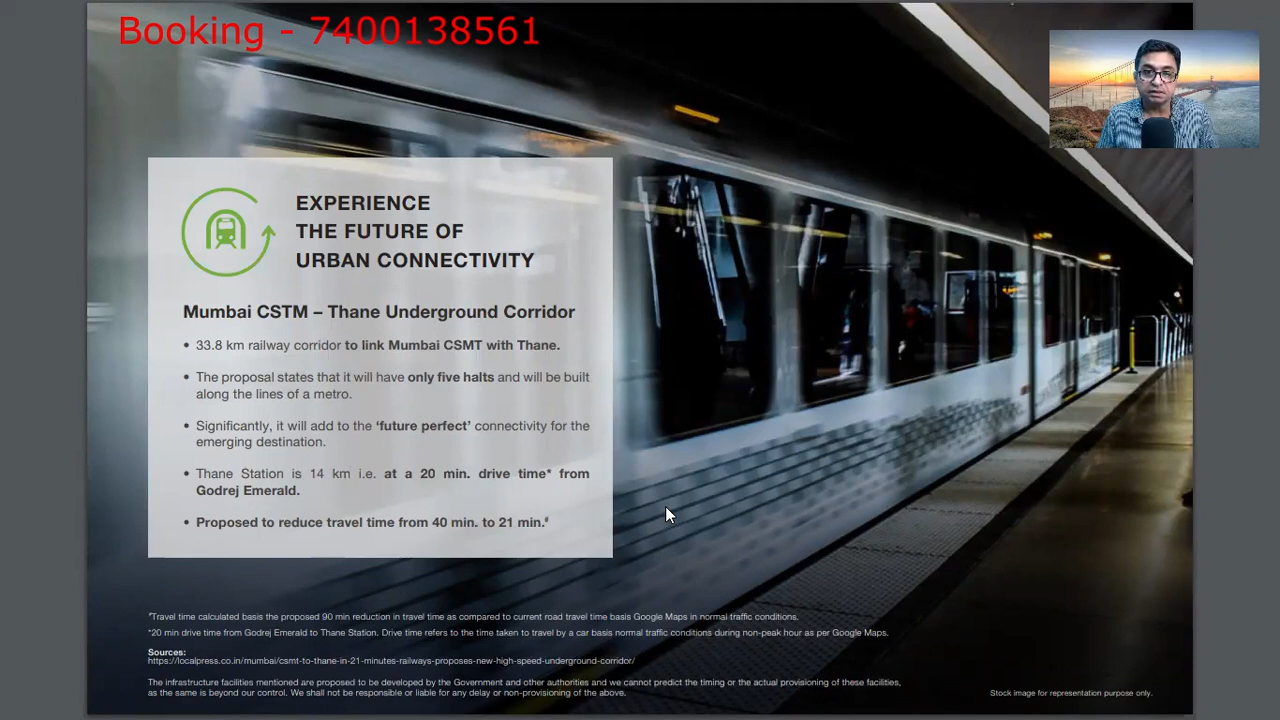 Booking - 7400138561
EXPERIENCE
THE FUTURE OF
URBAN CONNECTIVITY
Mumbai CSTM – Thane Underground Corridor
• 33.8 km railway corridor to link Mumbai CSMT with Thane.
• The proposal states that it will have only five halts and will be built
along the lines of a metro.
• Significantly, it will add to the ‘future perfect’ connectivity for the
emerging destination.
• Thane Station is 14 km i.e. at a 20 min. drive time* from
Godrej Emerald.
• Proposed to reduce travel time from 40 min. to 21 min.#
#Travel time calculated basis the proposed 90 min reduction in travel time as compared to current road travel time basis Google Maps in normal traffic conditions.
*20 min drive time from Godrej Emerald to Thane Station. Drive time refers to the time taken to travel by a car basis normal traffic conditions during non-peak hour as per Google Maps.
Sources:
https://localpress.co.in/mumbai/csmt-to-thane-in-21-minutes-railways-proposes-new-high-speed-underground-corridor/
The infrastructure facilities mentioned are proposed to be developed by the Government and other authorities and we cannot predict the timing or the actual provisioning of these facilities,
as the same is beyond our control. We shall not be responsible or liable for any delay or non-provisioning of the above.
Stock image for representation purpose only.